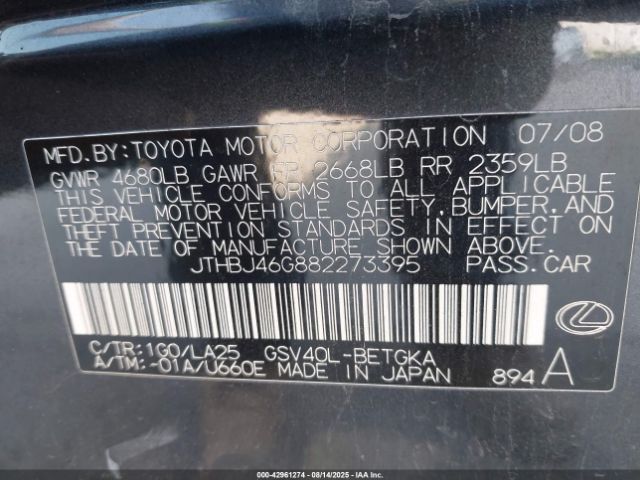 MFD. BY: TOYOTA MOTOR CORPORATION 07/08
GVWR 4680LB GAWR FR 2668LB RR 2359LB
THIS VEHICLE CONFORMS TO ALL APPLICABLE
FEDERAL MOTOR VEHICLE SAFETY, BUMPER, AND
THEFT PREVENTION STANDARDS IN EFFECT ON
THE DATE OF MANUFACTURE SHOWN ABOVE.
JTHBJ46G882273395 PASS.CAR
C/TR:1G0/LA25 GSV40L-BETGKA
A/TM:-01A/U660E MADE IN JAPAN 894 A
000-42961274 - 08/14/2025 - IAAI.COM